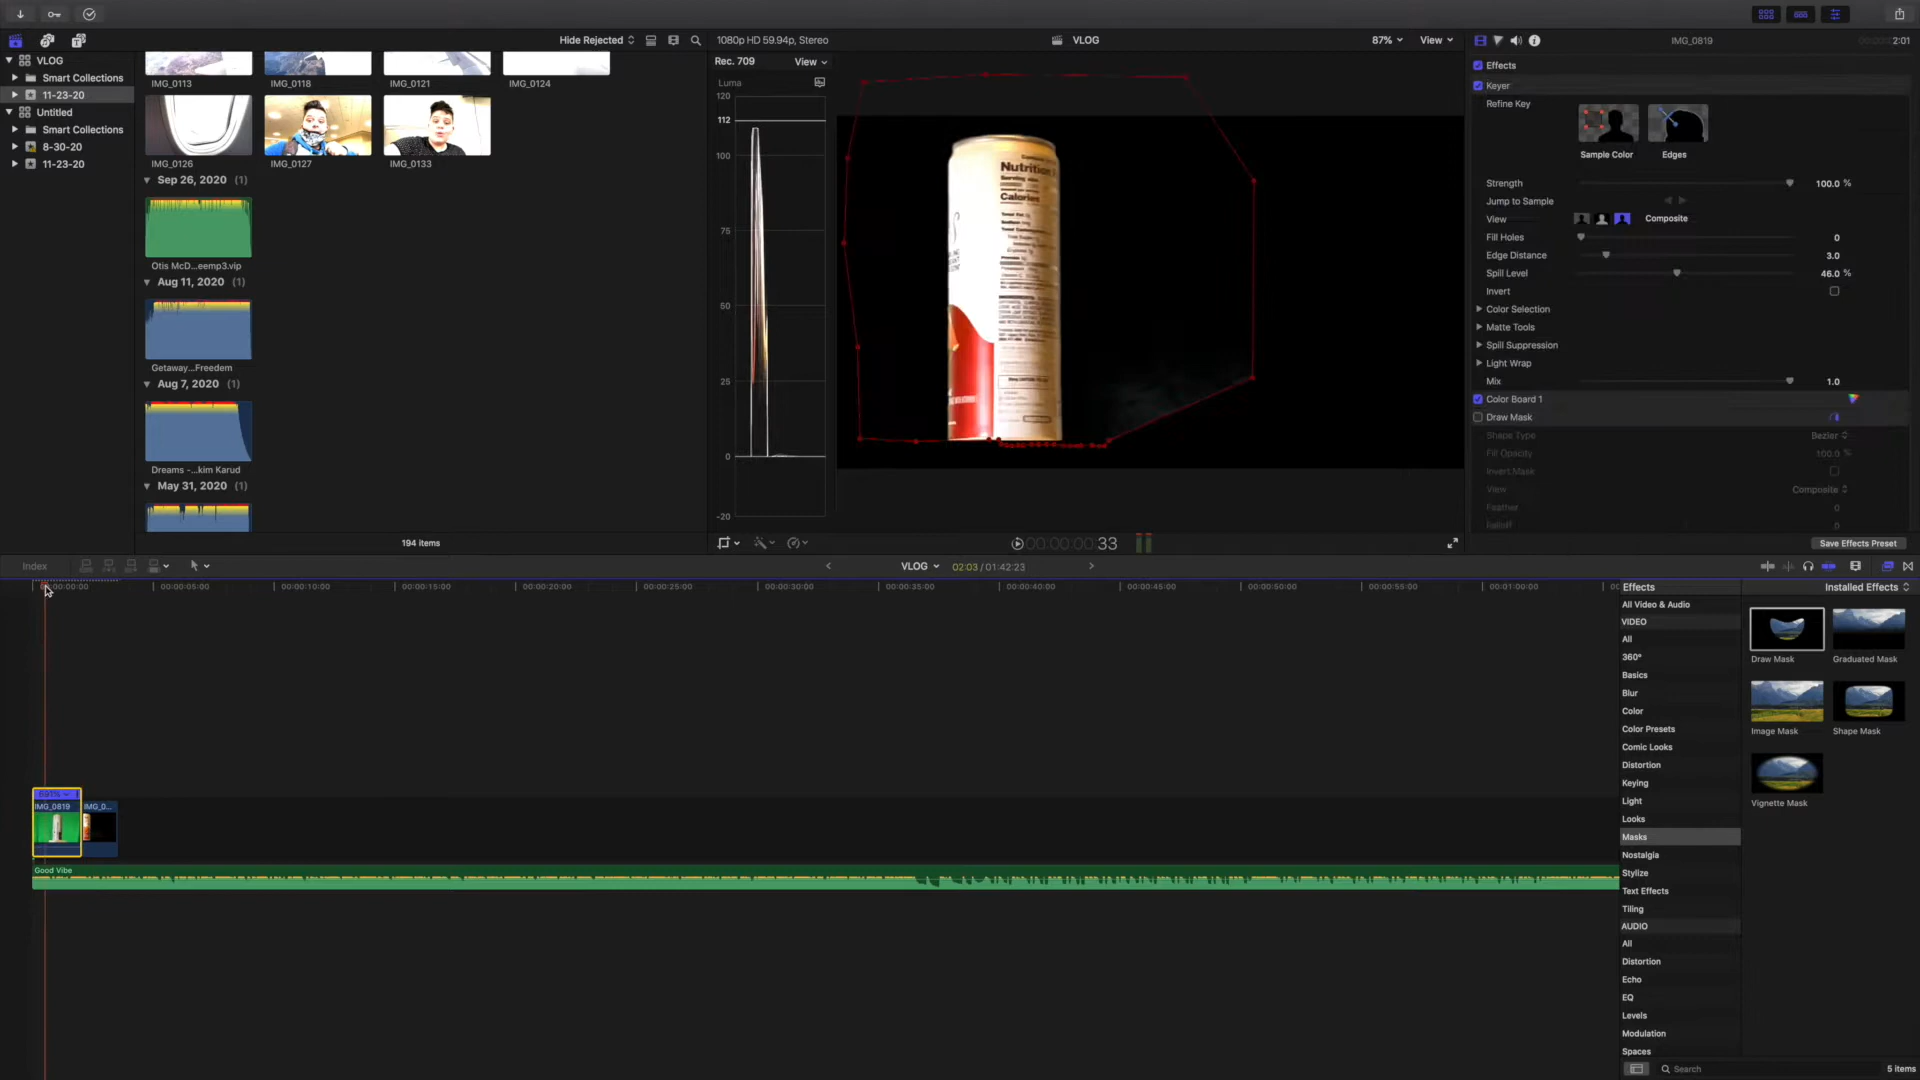 Hide Rejected
1080p HD 59.94p, Stereo
VLOG
87%
View
IMG_0819
2:01
VLOG
Smart Collections
11-23-20
Untitled
Smart Collections
8-30-20
11-23-20
IMG_0113
IMG_0118
IMG_0121
IMG_0124
IMG_0126
IMG_0127
IMG_0133
Sep 26, 2020 (1)
Otis McD...eemp3.vip
Aug 11, 2020 (1)
Getaway...Freedem
Aug 7, 2020 (1)
Dreams -...kim Karud
May 31, 2020 (1)
194 items
Rec. 709
View
Luma
120
112
100
75
50
25
0
-20
Nutrition
Calories
00:00:00:00:33
Effects
Keyer
Refine Key
Sample Color
Edges
Strength
100.0 %
Jump to Sample
View
Composite
Fill Holes
0
Edge Distance
3.0
Spill Level
46.0 %
Invert
Color Selection
Matte Tools
Spill Suppression
Light Wrap
Mix
1.0
Color Board 1
Draw Mask
Shape Type
Bezier
Fill Opacity
100.0 %
Invert Mask
View
Composite
Feather
0
Falloff
0
Save Effects Preset
Index
VLOG
02:03 / 01:42:23
00:00:05:00
00:00:10:00
00:00:15:00
00:00:20:00
00:00:25:00
00:00:30:00
00:00:35:00
00:00:40:00
00:00:45:00
00:00:50:00
00:00:55:00
00:01:00:00
IMG_0819
IMG_0...
Good Vibe
Effects
Installed Effects
All Video & Audio
VIDEO
All
360°
Basics
Blur
Color
Color Presets
Comic Looks
Distortion
Keying
Light
Looks
Masks
Nostalgia
Stylize
Text Effects
Tiling
AUDIO
All
Distortion
Echo
EQ
Levels
Modulation
Spaces
Draw Mask
Graduated Mask
Image Mask
Shape Mask
Vignette Mask
Search
5 items